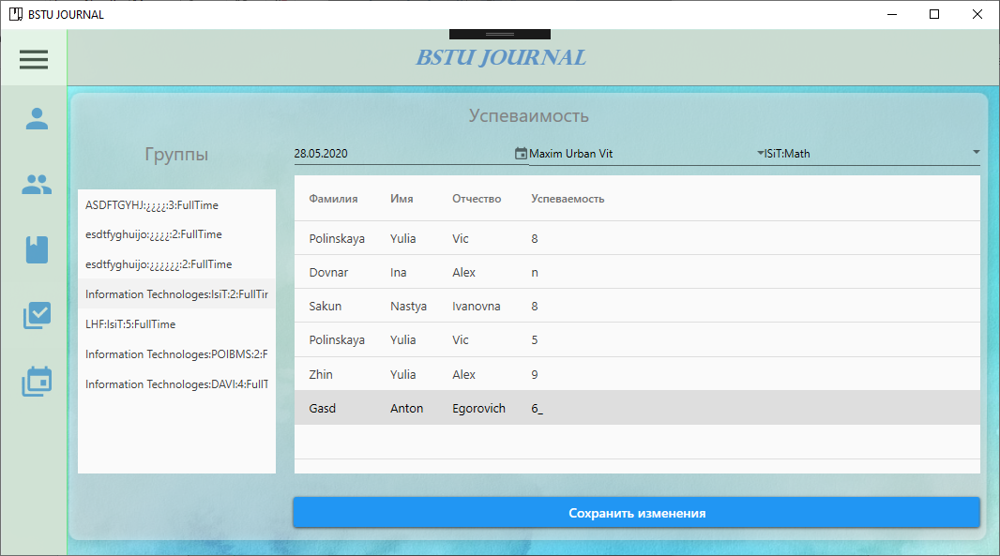 BSTU JOURNAL
BSTU JOURNAL
Успеваимость
Группы
28.05.2020 Maxim Urban Vit ISiT:Math
ASDFTGYHJ:¿¿¿¿:3:FullTime
esdtfyghuijo:¿¿¿¿:2:FullTime
esdtfyghuijo:¿¿¿¿¿¿:2:FullTime
Information Technologes:IsiT:2:FullTir
LHF:IsiT:5:FullTime
Information Technologes:POIBMS:2:F
Information Technologes:DAVI:4:FullT
Фамилия Имя Отчество Успеваемость
Polinskaya Yulia Vic 8
Dovnar Ina Alex n
Sakun Nastya Ivanovna 8
Polinskaya Yulia Vic 5
Zhin Yulia Alex 9
Gasd Anton Egorovich 6_
Сохранить изменения